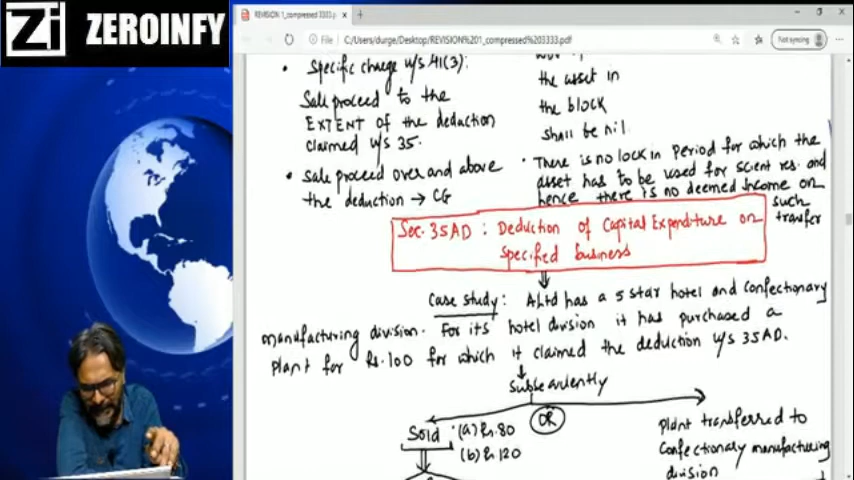 Zi ZEROINFY
REVISION 1_compressed 3333.p
File C:/Users/durge/Desktop/REVISION%201_compressed%203333.pdf
Not syncing
Specific charge u/s 41(3):
Sale proceed to the
EXTENT of the deduction
claimed u/s 35.
Sale proceed over and above
the deduction → CG
the asset in
the block
shall be nil
There is no lock in Period for which the
asset has to be used for scient res. and
hence there is no deemed Income on
such
transfer
Sec. 35AD : Deduction of Capital Expenditure on
Specified business
Case study: A Ltd has a 5 star hotel and confectionary
manufacturing division. For its hotel division it has purchased a
plant for Rs.100 for which it claimed the deduction u/s 35AD.
Subsequently
OR
Sold (a) Rs.80
(b) Rs 120
Plant transferred to
Confectionary manufacturing
division